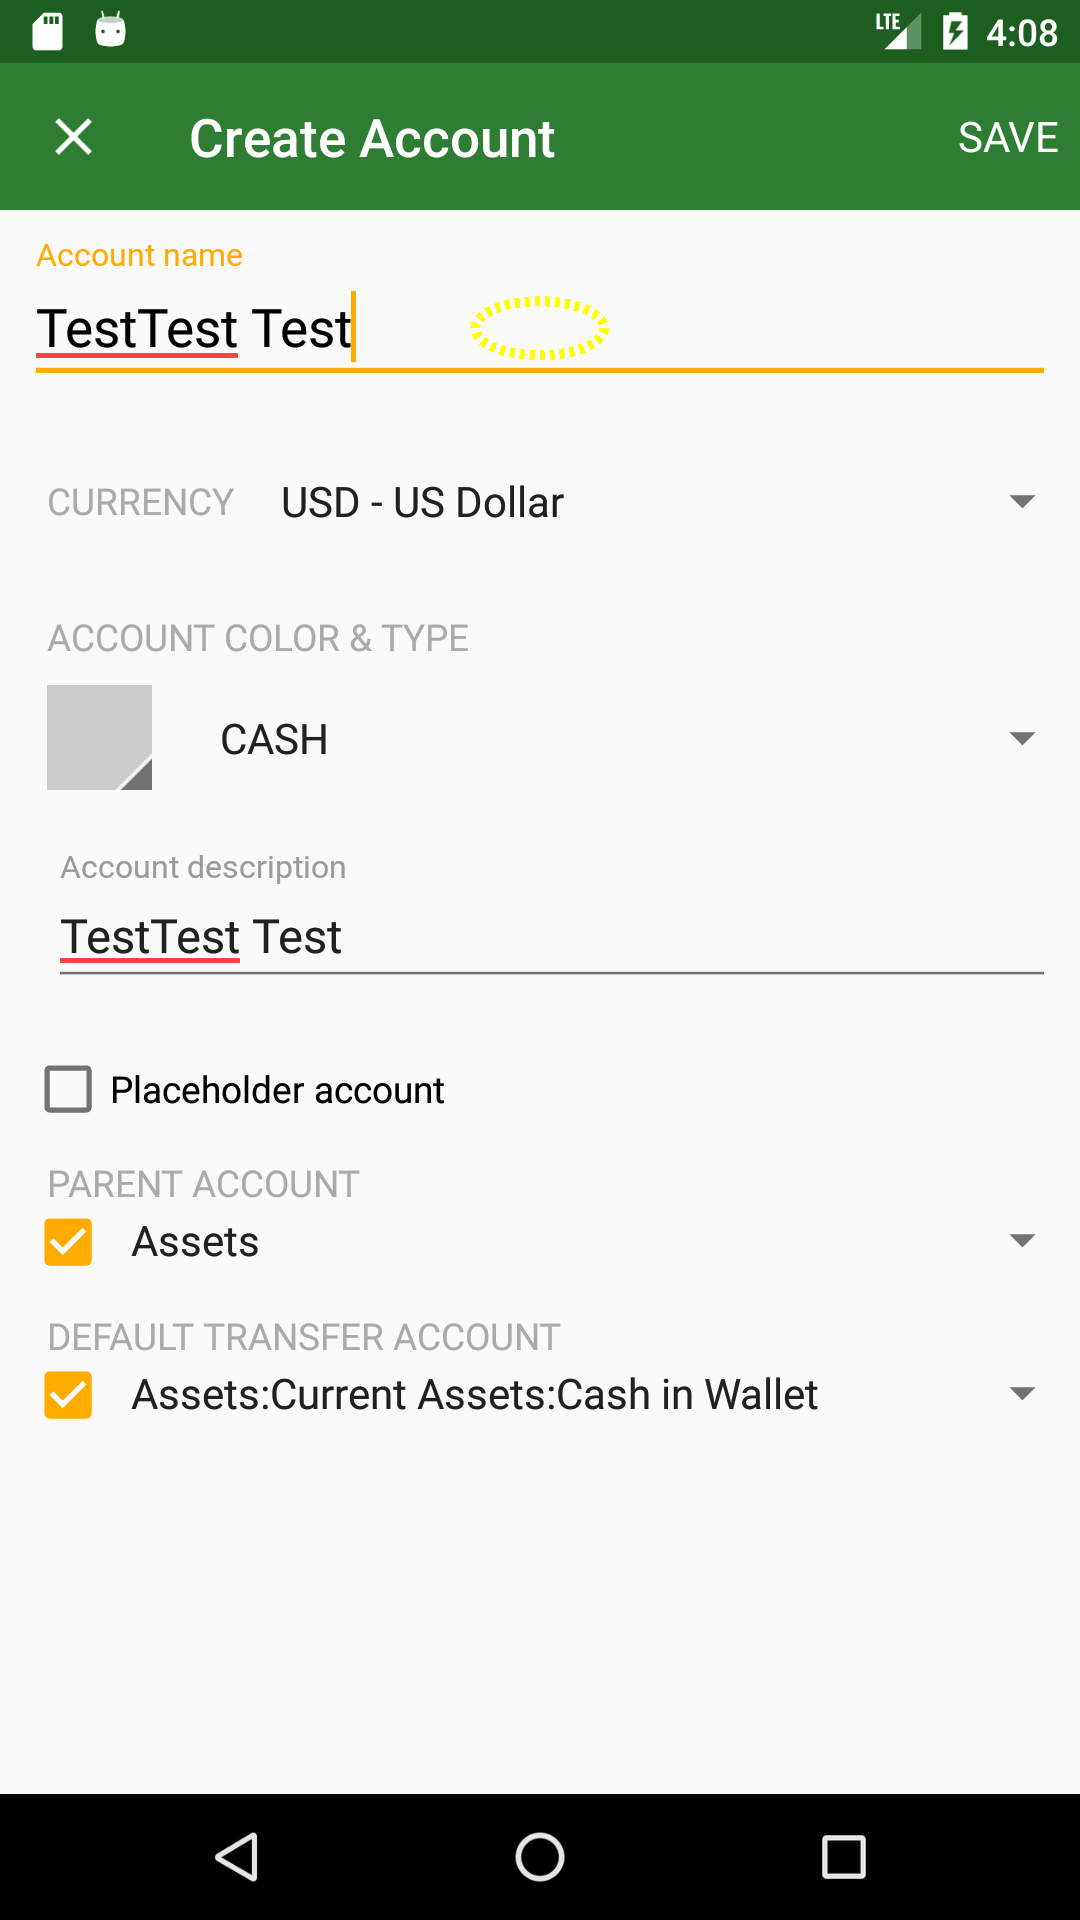 LTE 4:08
Create Account SAVE
Account name
TestTest Test
CURRENCY USD - US Dollar
ACCOUNT COLOR & TYPE
CASH
Account description
TestTest Test
Placeholder account
PARENT ACCOUNT
Assets
DEFAULT TRANSFER ACCOUNT
Assets:Current Assets:Cash in Wallet